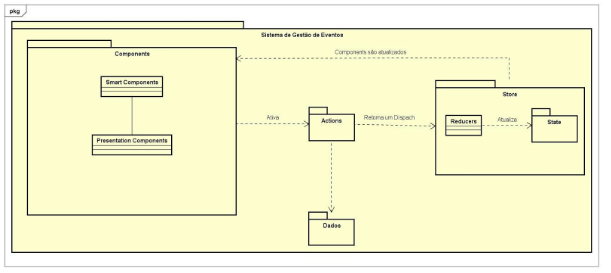 pkg
Sistema de Gestão de Eventos
Components
Components são atualizados
Smart Components
Presentation Components
Ativa
Actions
Retorna um Dispach
Store
Reducers
Atualiza
State
Dados